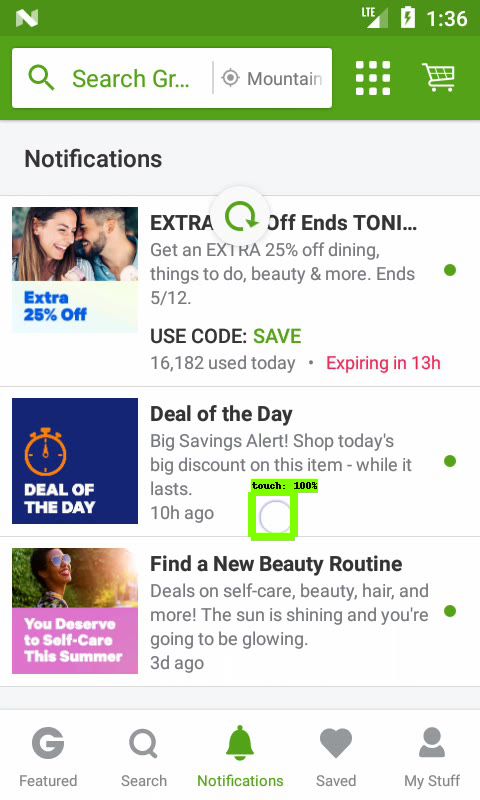 LTE 1:36
Search Gr... Mountain
Notifications
EXTRA Off Ends TONI...
Get an EXTRA 25% off dining,
things to do, beauty & more. Ends
5/12.
Extra
25% Off
USE CODE: SAVE
16,182 used today • Expiring in 13h
Deal of the Day
Big Savings Alert! Shop today's
big discount on this item - while it
lasts.
10h ago
DEAL OF
THE DAY
touch: 100%
Find a New Beauty Routine
Deals on self-care, beauty, hair, and
more! The sun is shining and you're
going to be glowing.
3d ago
You Deserve
to Self-Care
This Summer
G
Featured Search Notifications Saved My Stuff